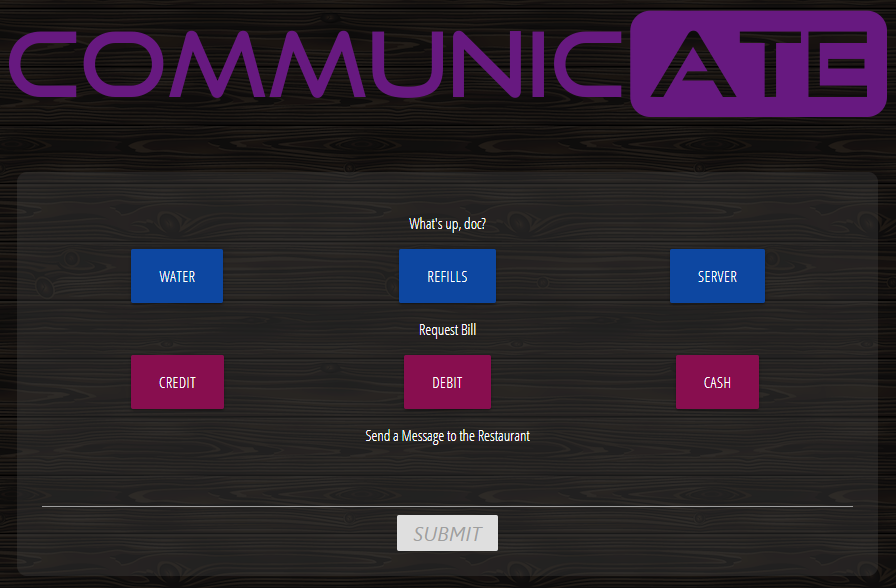 COMMUNICATE
What's up, doc?
WATER REFILLS SERVER
Request Bill
CREDIT DEBIT CASH
Send a Message to the Restaurant
SUBMIT